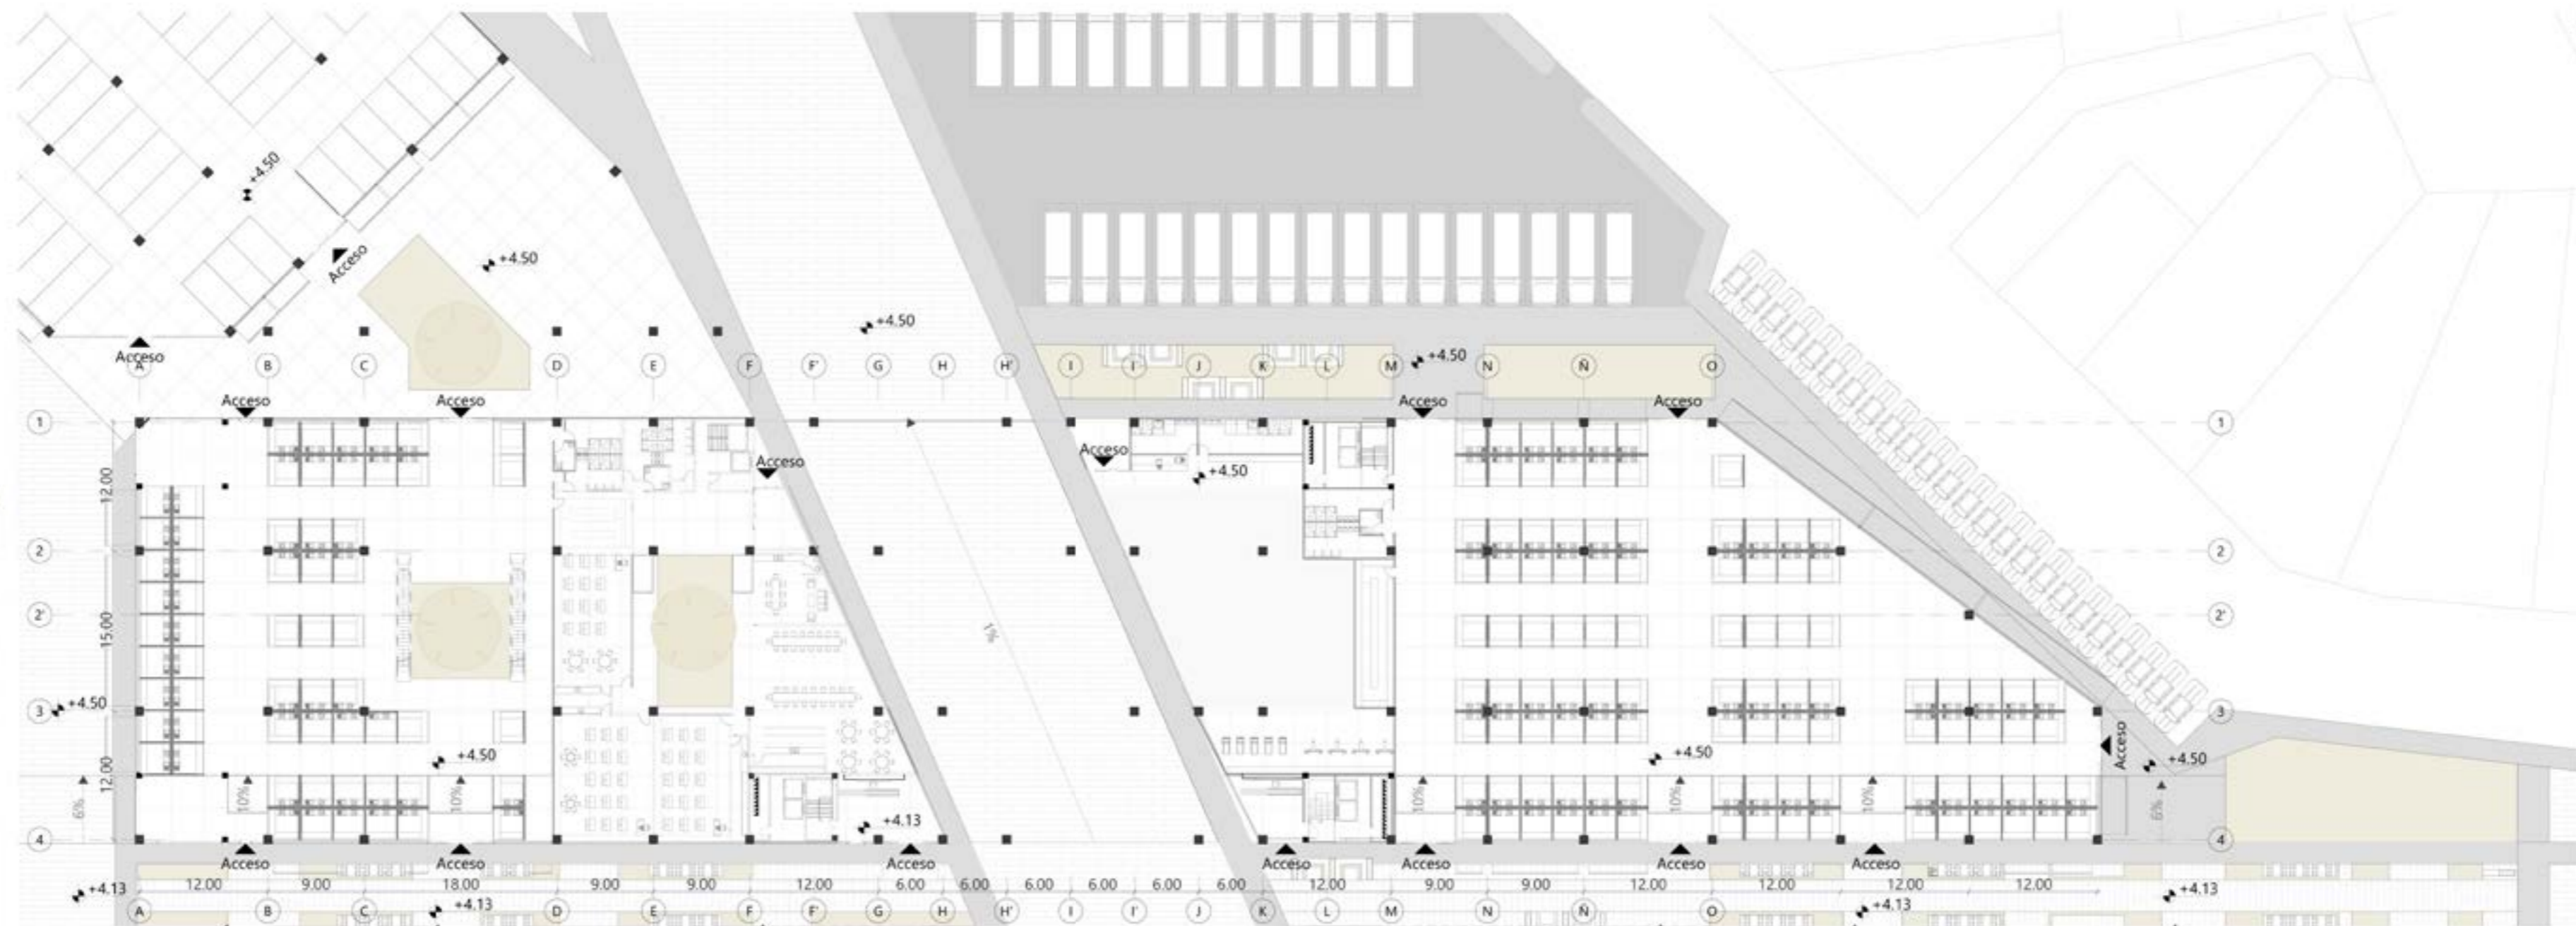 +4.50
Acceso
+4.50
+4.50
Acceso
A B C D E F F' G H H' I I' J K L M N Ñ O
+4.50
Acceso Acceso Acceso Acceso
1 1
Acceso
Acceso
+4.50
12.00
2 2
2' 2'
15.00
1%
3 3
+4.50
+4.50
+4.50
Acceso
+4.50
12.00
6% 10% 10% 10% 10% 10% 6%
+4.13
4 4
Acceso Acceso Acceso Acceso Acceso Acceso Acceso
12.00 9.00 18.00 9.00 9.00 12.00 6.00 6.00 6.00 6.00 6.00 6.00 12.00 9.00 9.00 12.00 12.00 12.00 12.00
+4.13 +4.13 +4.13 +4.13
A B C D E F F' G H H' I I' J K L M N Ñ O